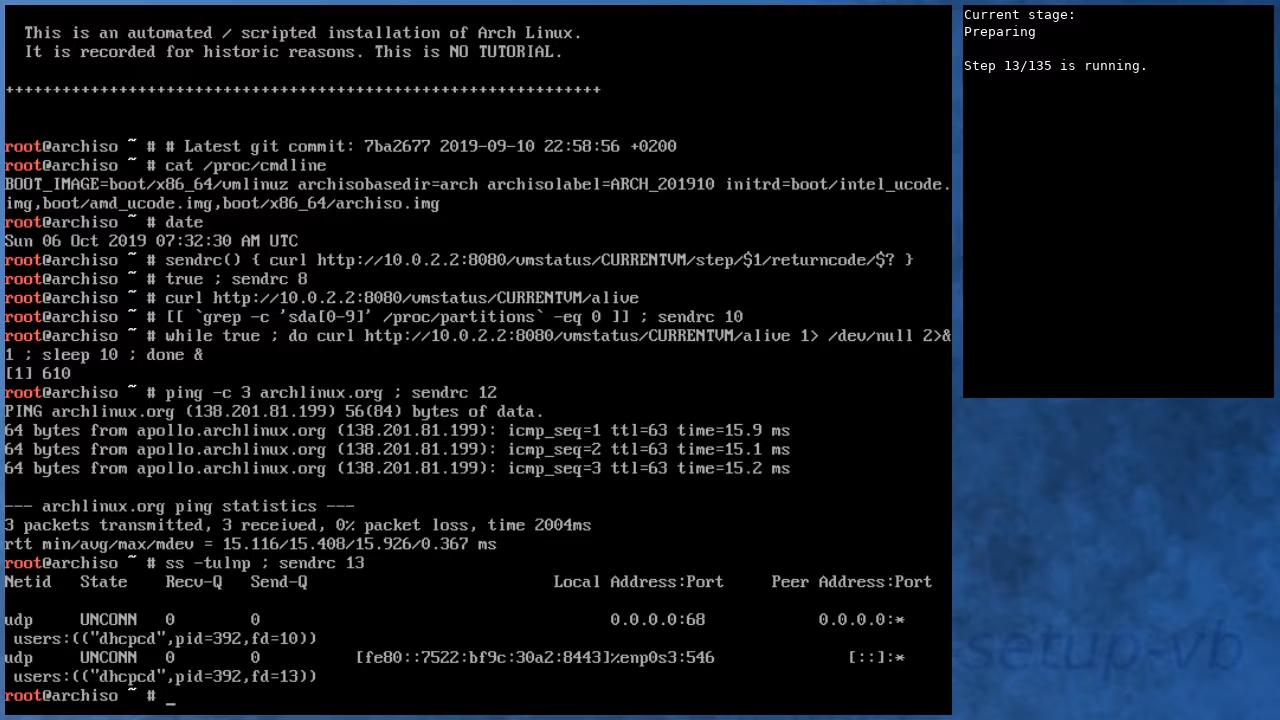 This is an automated / scripted installation of Arch Linux.
It is recorded for historic reasons. This is NO TUTORIAL.
+++++++++++++++++++++++++++++++++++++++++++++++++++++++++++++++
root@archiso ~ # # Latest git commit: 7ba2677 2019-09-10 22:58:56 +0200
root@archiso ~ # cat /proc/cmdline
BOOT_IMAGE=boot/x86_64/vmlinuz archisobasedir=arch archisolabel=ARCH_201910 initrd=boot/intel_ucode.
img,boot/amd_ucode.img,boot/x86_64/archiso.img
root@archiso ~ # date
Sun 06 Oct 2019 07:32:30 AM UTC
root@archiso ~ # sendrc() { curl http://10.0.2.2:8080/vmstatus/CURRENTVM/step/$1/returncode/$? }
root@archiso ~ # true ; sendrc 8
root@archiso ~ # curl http://10.0.2.2:8080/vmstatus/CURRENTVM/alive
root@archiso ~ # [[ `grep -c 'sda[0-9]' /proc/partitions` -eq 0 ]] ; sendrc 10
root@archiso ~ # while true ; do curl http://10.0.2.2:8080/vmstatus/CURRENTVM/alive 1> /dev/null 2>&
1 ; sleep 10 ; done &
[1] 610
root@archiso ~ # ping -c 3 archlinux.org ; sendrc 12
PING archlinux.org (138.201.81.199) 56(84) bytes of data.
64 bytes from apollo.archlinux.org (138.201.81.199): icmp_seq=1 ttl=63 time=15.9 ms
64 bytes from apollo.archlinux.org (138.201.81.199): icmp_seq=2 ttl=63 time=15.1 ms
64 bytes from apollo.archlinux.org (138.201.81.199): icmp_seq=3 ttl=63 time=15.2 ms
--- archlinux.org ping statistics ---
3 packets transmitted, 3 received, 0% packet loss, time 2004ms
rtt min/avg/max/mdev = 15.116/15.408/15.926/0.367 ms
root@archiso ~ # ss -tulnp ; sendrc 13
Netid State Recv-Q Send-Q Local Address:Port Peer Address:Port
udp UNCONN 0 0 0.0.0.0:68 0.0.0.0:*
users:(("dhcpcd",pid=392,fd=10))
udp UNCONN 0 0 [fe80::7522:bf9c:30a2:8443]%enp0s3:546 [::]:*
users:(("dhcpcd",pid=392,fd=13))
root@archiso ~ # _
Current stage:
Preparing
Step 13/135 is running.
setup-vb